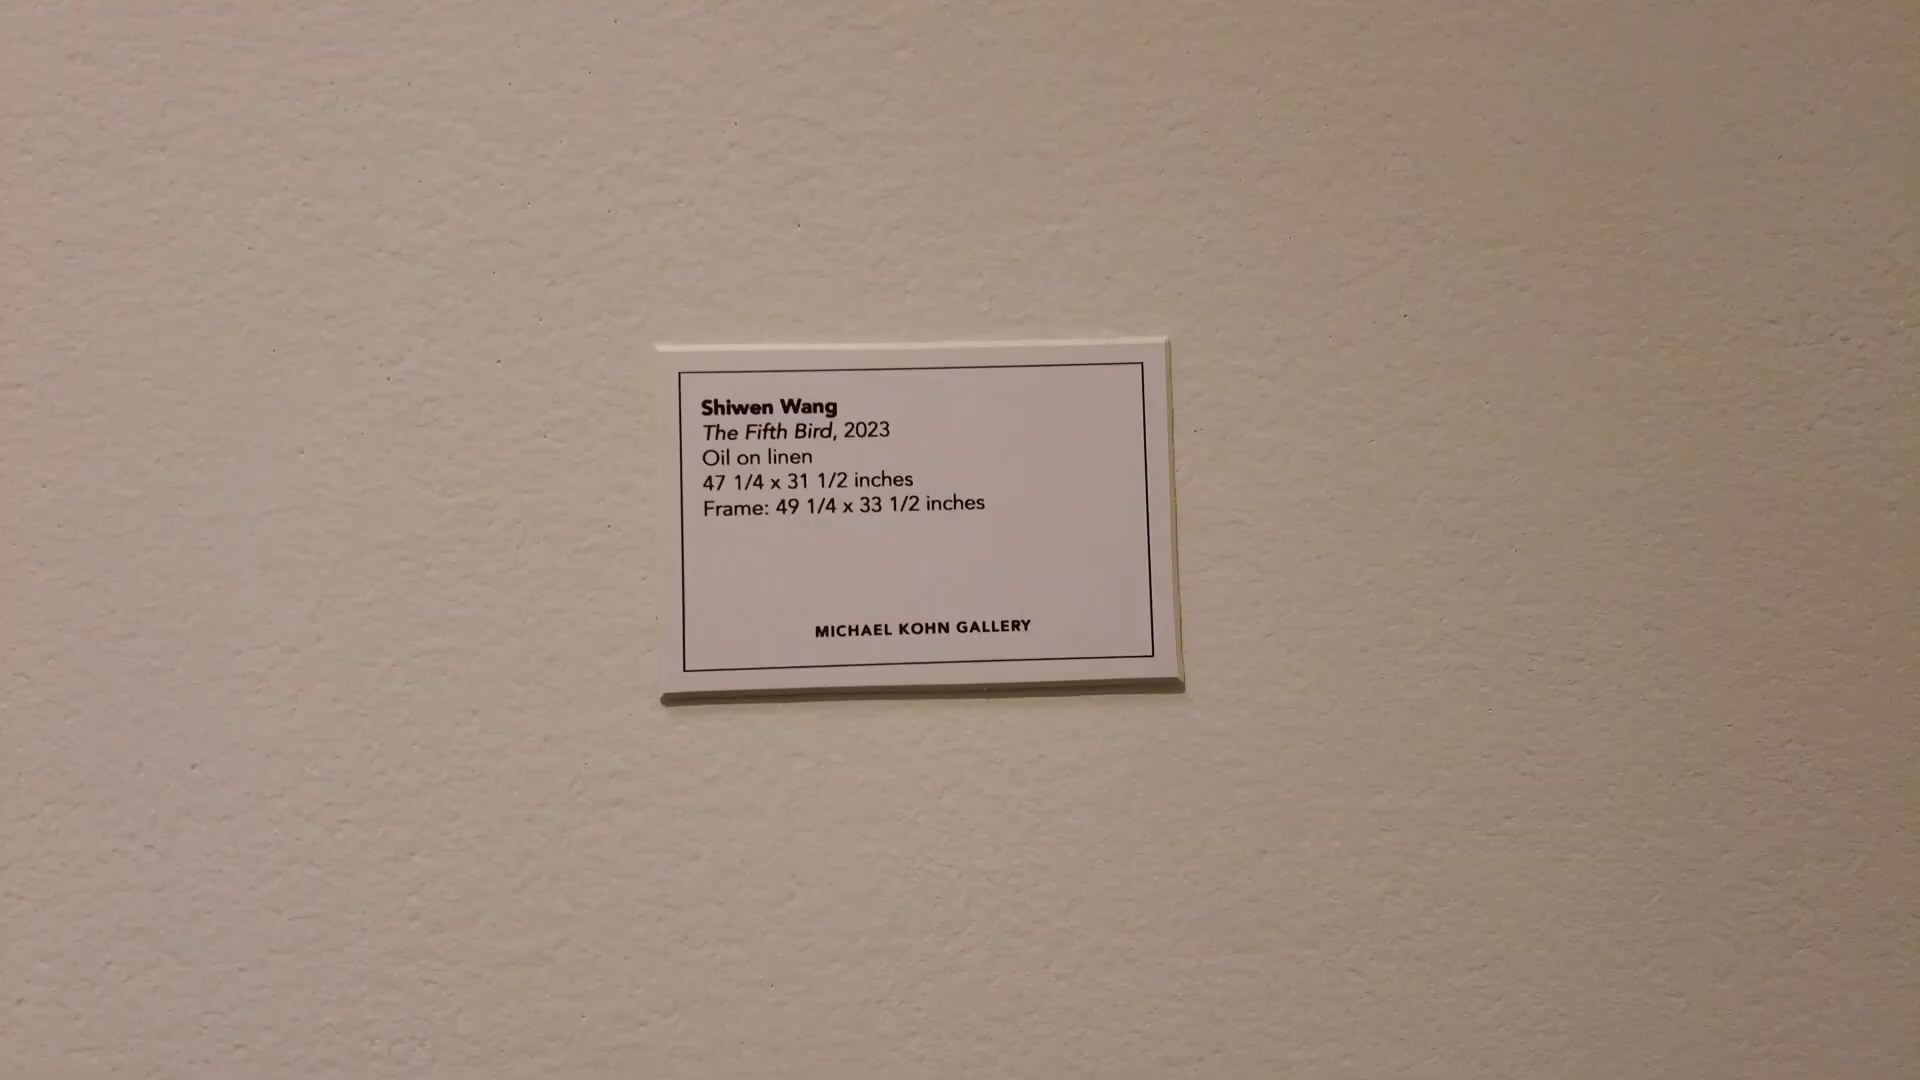 Shiwen Wang
The Fifth Bird, 2023
Oil on linen
47 1/4 x 31 1/2 inches
Frame: 49 1/4 x 33 1/2 inches
MICHAEL KOHN GALLERY